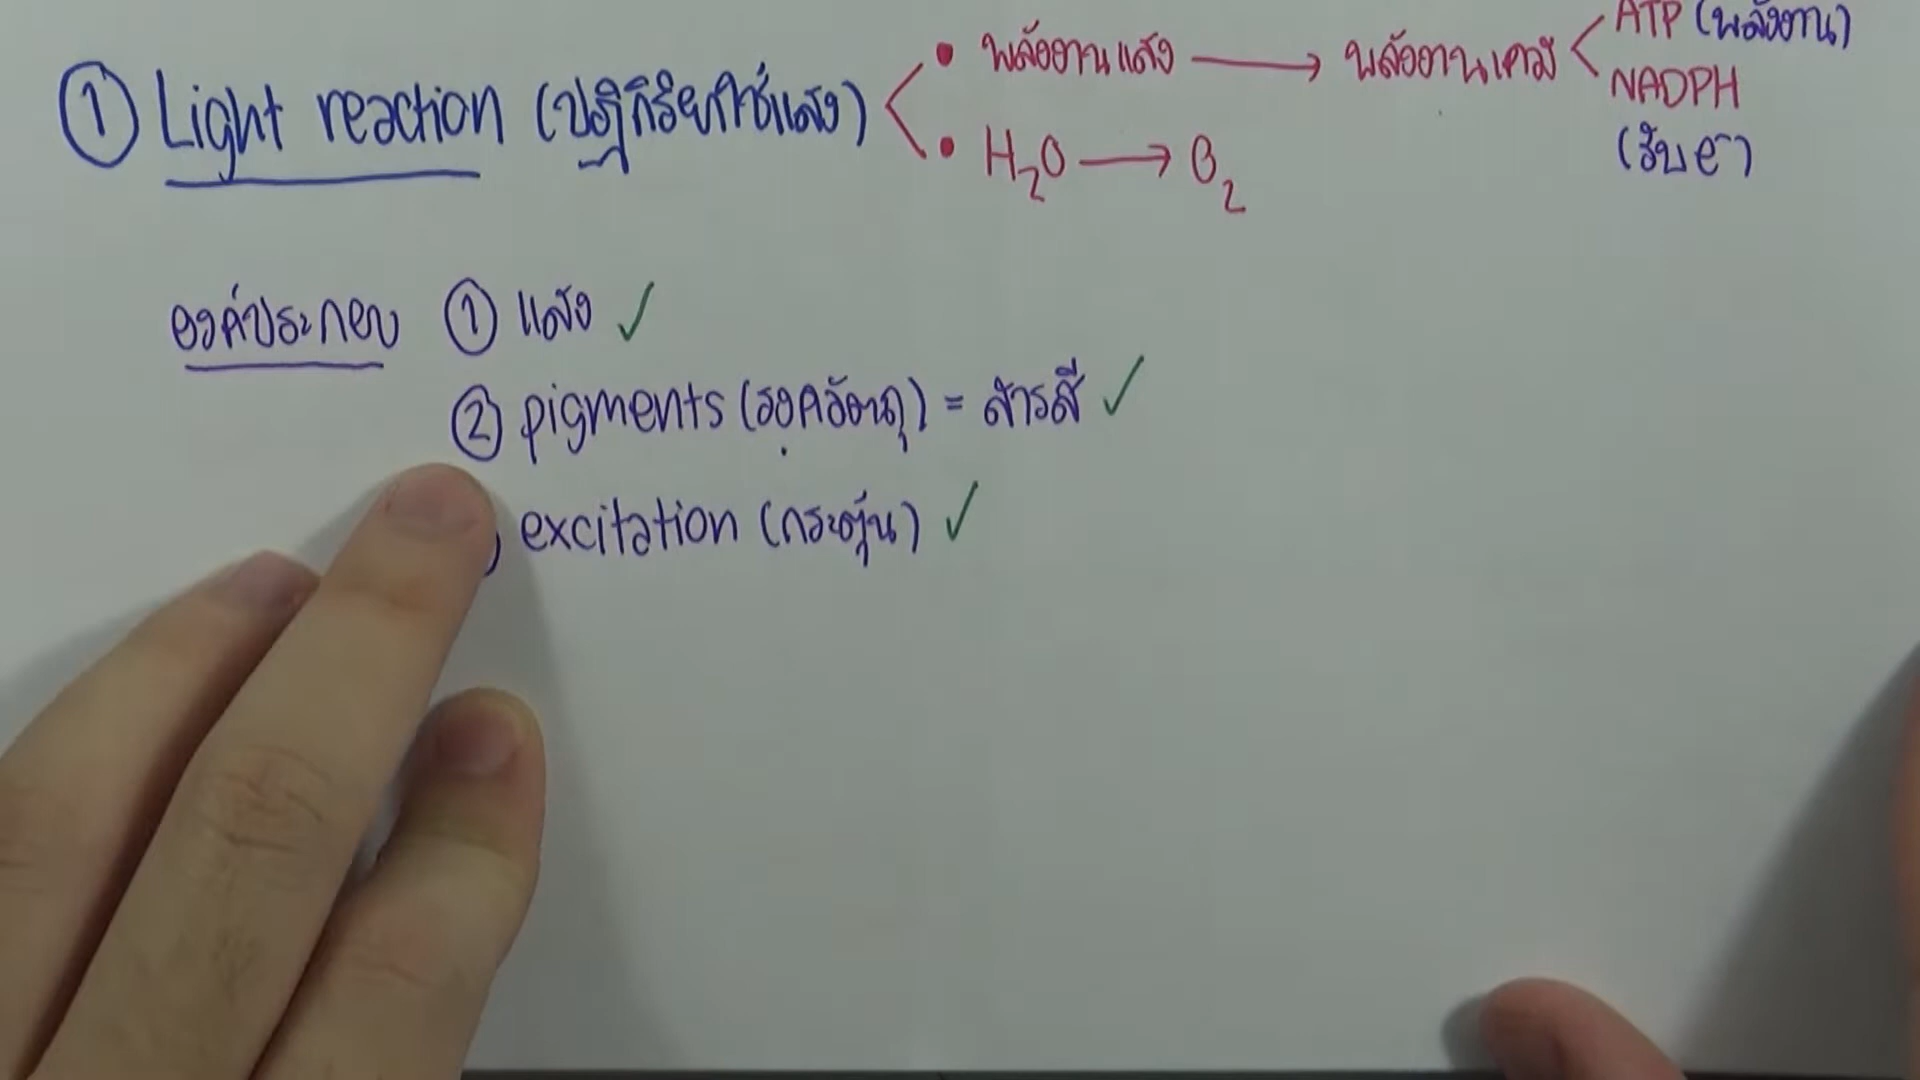 ① Light reaction (ปฏิกิริยาใช้แสง)
• พลังงานแสง → พลังงานเคมี
ATP (พลังงาน)
NADPH
(รับ e⁻)
• H₂O → O₂
องค์ประกอบ ① แสง ✓
② pigments (รงควัตถุ) = สารสี ✓
excitation (กระตุ้น) ✓